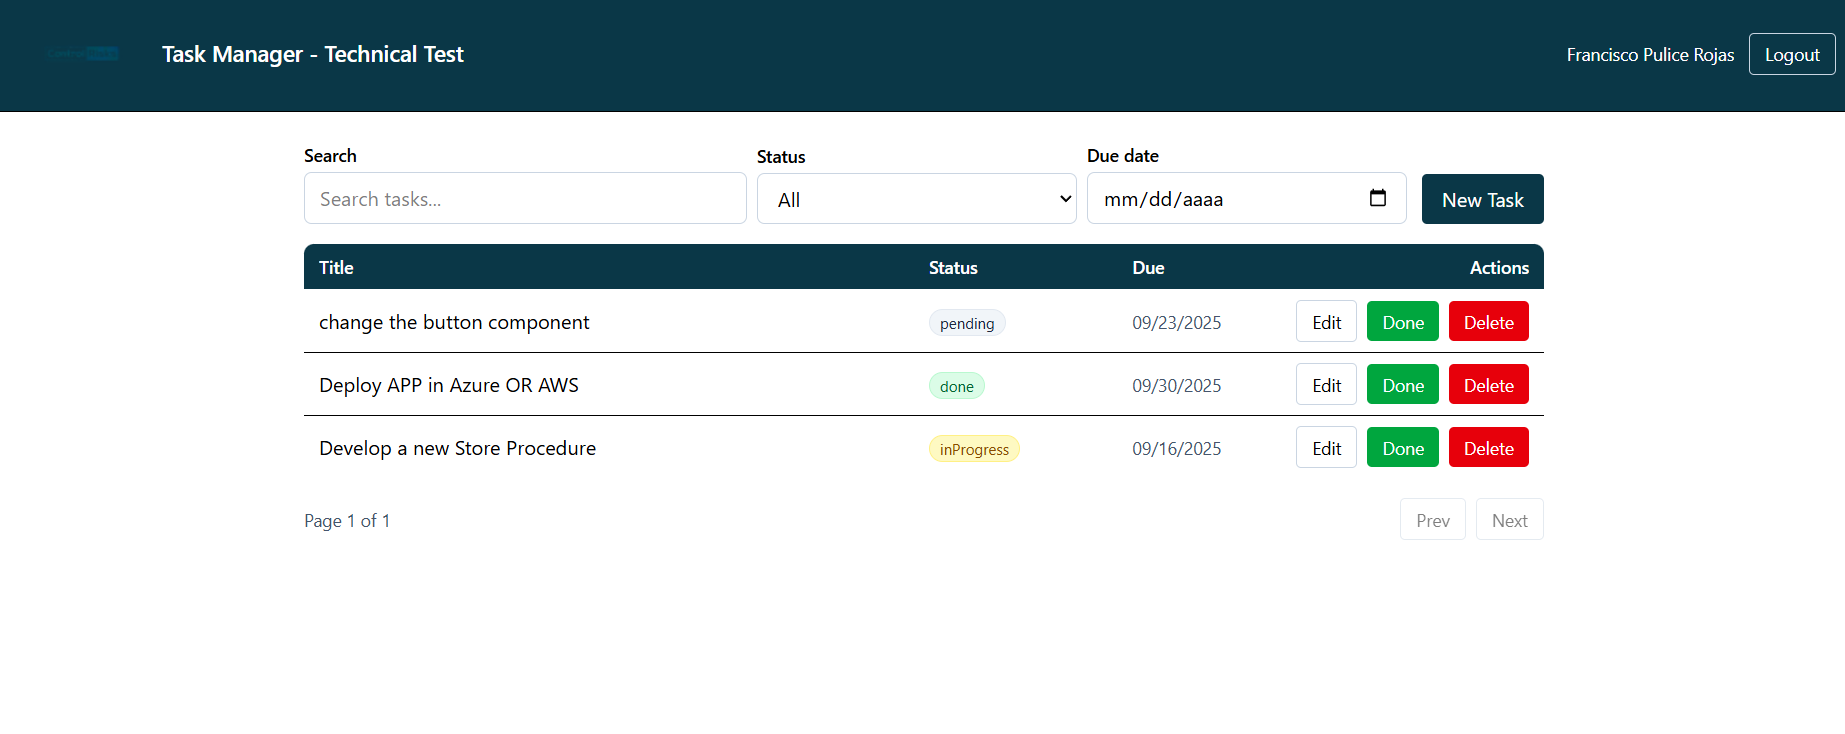 Task Manager - Technical Test
Francisco Pulice Rojas
Logout
Search
Status
Due date
Search tasks...
All
mm/dd/aaaa
New Task
Title Status Due Actions
change the button component pending 09/23/2025 Edit Done Delete
Deploy APP in Azure OR AWS done 09/30/2025 Edit Done Delete
Develop a new Store Procedure inProgress 09/16/2025 Edit Done Delete
Page 1 of 1
Prev
Next